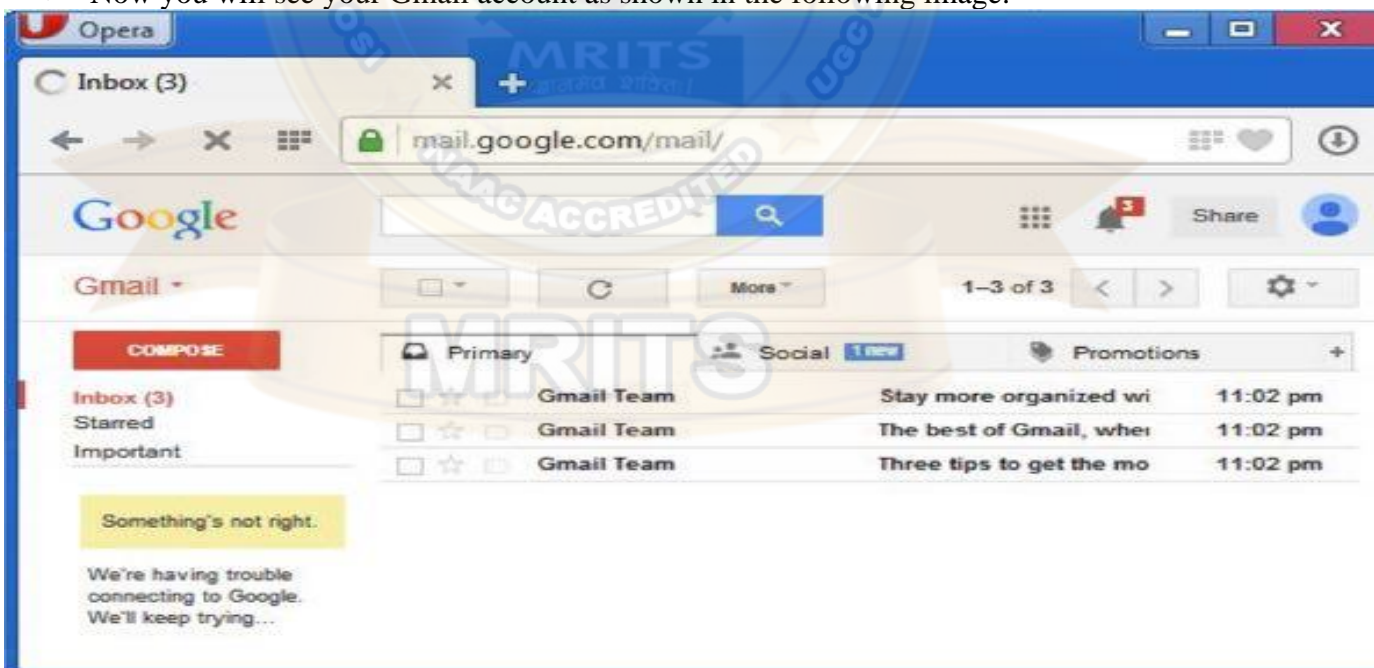 Now you will see your Gmail account as shown in the following image:
Opera
Inbox (3)
mail.google.com/mail/
Google
3
Share
Gmail
More
1–3 of 3
COMPOSE
Primary
Social 1 new
Promotions
+
Inbox (3)
Gmail Team Stay more organized wi 11:02 pm
Starred
Gmail Team The best of Gmail, wher 11:02 pm
Important
Gmail Team Three tips to get the mo 11:02 pm
Something's not right.
We're having trouble
connecting to Google.
We'll keep trying...
MRITS
UGC
NAAC ACCREDITED
MRITS